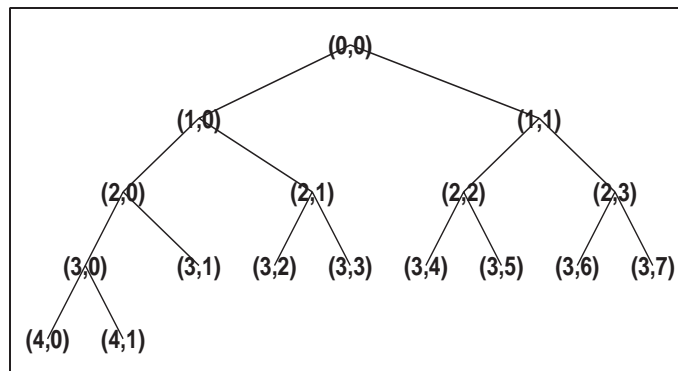 (0,0)
(1,0) (1,1)
(2,0) (2,1) (2,2) (2,3)
(3,0) (3,1) (3,2) (3,3) (3,4) (3,5) (3,6) (3,7)
(4,0) (4,1)